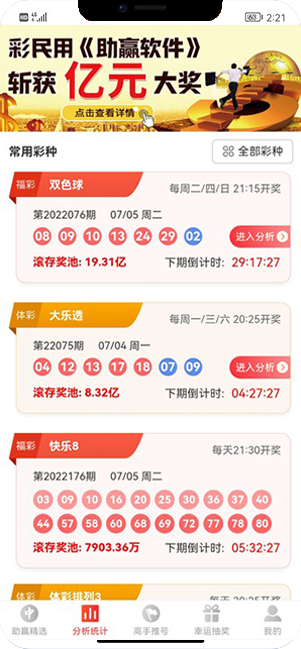 HD 2:21
63
彩民用《助赢软件》
斩获 亿元 大奖
点击查看详情
常用彩种 全部彩种
福彩 双色球 每周二/四/日 21:15开奖
第2022076期 07/05 周二
08 09 10 13 24 29 02 进入分析
滚存奖池: 19.31亿 下期倒计时: 29:17:27
体彩 大乐透 每周一/三/六 20:25开奖
第22075期 07/04 周一
04 12 13 17 18 07 09 进入分析
滚存奖池: 8.32亿 下期倒计时: 04:27:27
福彩 快乐8 每天21:30开奖
第2022176期 07/05 周二
03 09 10 16 20 25 30 36 37 40
44 57 58 60 68 69 72 77 78 80
滚存奖池: 7903.36万 下期倒计时: 05:32:27
体彩 体彩排列3 每天 20:25开奖
助赢精选 分析统计 高手推号 幸运抽奖 我的